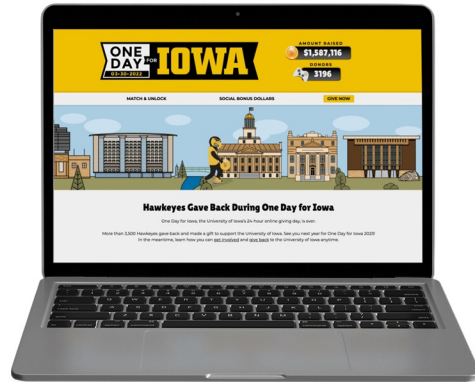 ONE
DAY FOR IOWA
03-30-2022
AMOUNT RAISED
$1,587,116
DONORS
3196
MATCH & UNLOCK SOCIAL BONUS DOLLARS GIVE NOW
Hawkeyes Gave Back During One Day for Iowa
One Day for Iowa, the University of Iowa's 24 hour online giving day, is over.
More than 3,500 Hawkeyes gave back and made a gift to support the University of Iowa. See you next year for One Day for Iowa 2023!
In the meantime, learn how you can get involved and give back to the University of Iowa anytime.